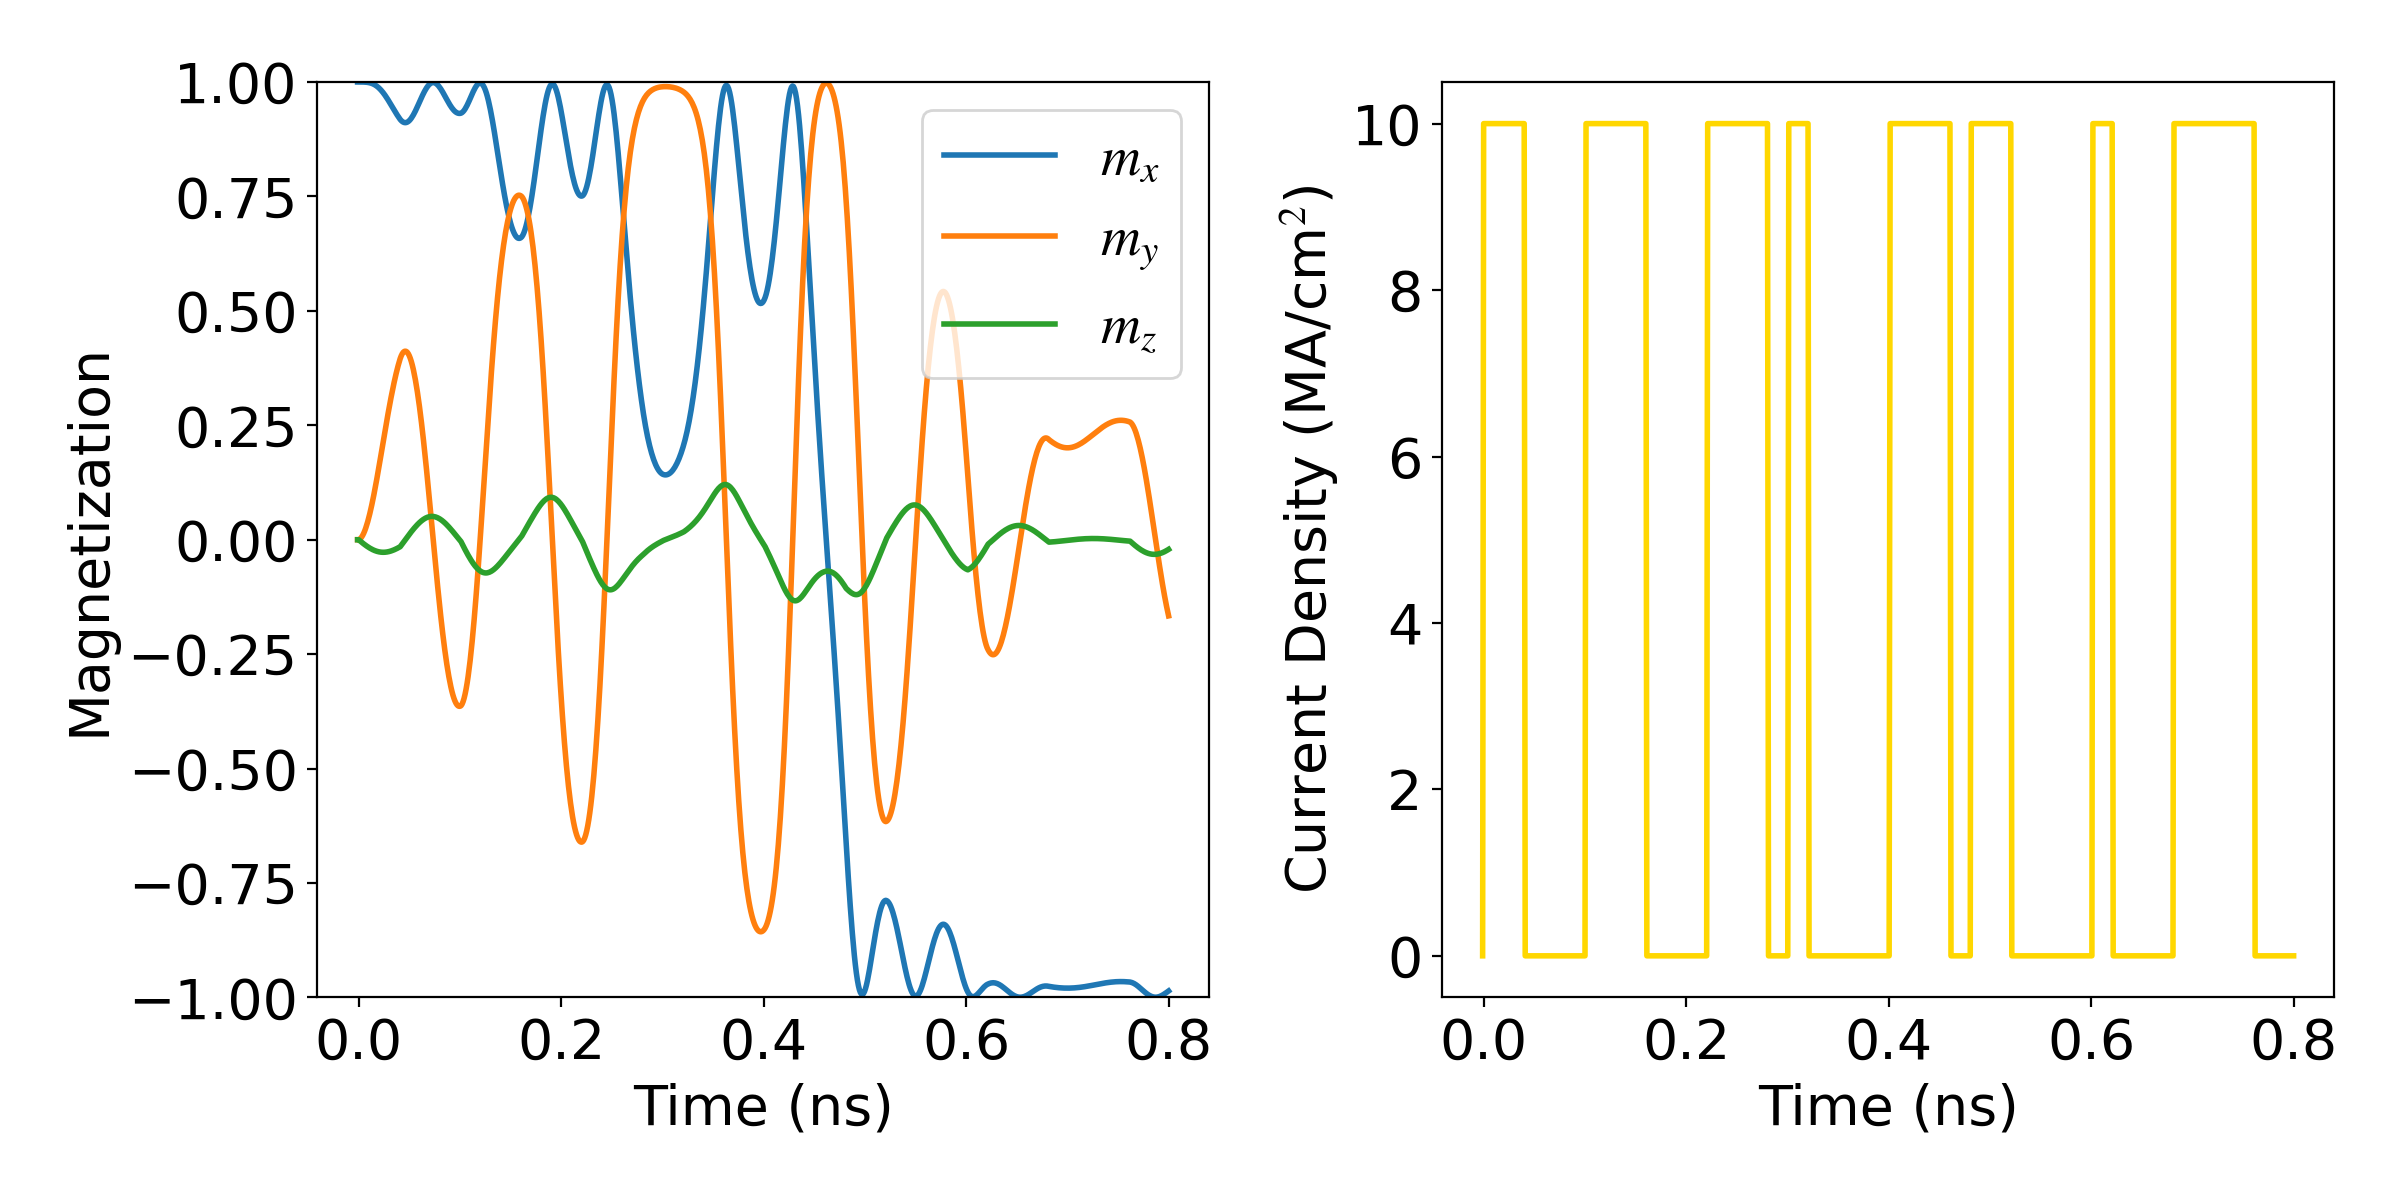 Magnetization
1.00
0.75
0.50
0.25
0.00
−0.25
−0.50
−0.75
−1.00
0.0 0.2 0.4 0.6 0.8
Time (ns)
m_x
m_y
m_z
Current Density (MA/cm²)
10
8
6
4
2
0
0.0 0.2 0.4 0.6 0.8
Time (ns)